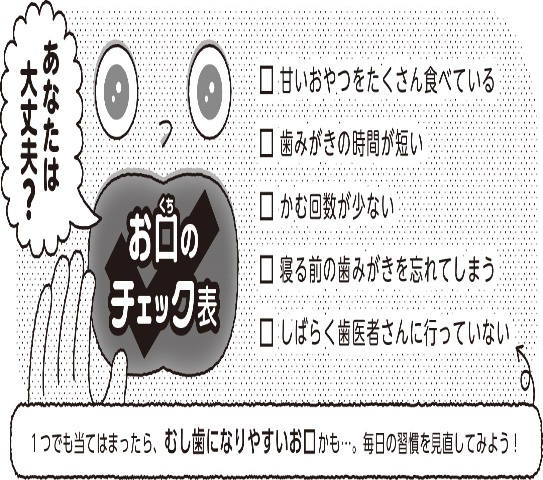 あなたは
大丈夫？
お口のくち
チェック表
□ 甘いおやつをたくさん食べている
□ 歯みがきの時間が短い
□ かむ回数が少ない
□ 寝る前の歯みがきを忘れてしまう
□ しばらく歯医者さんに行っていない
1つでも当てはまったら、むし歯になりやすいお口かも…。毎日の習慣を見直してみよう！